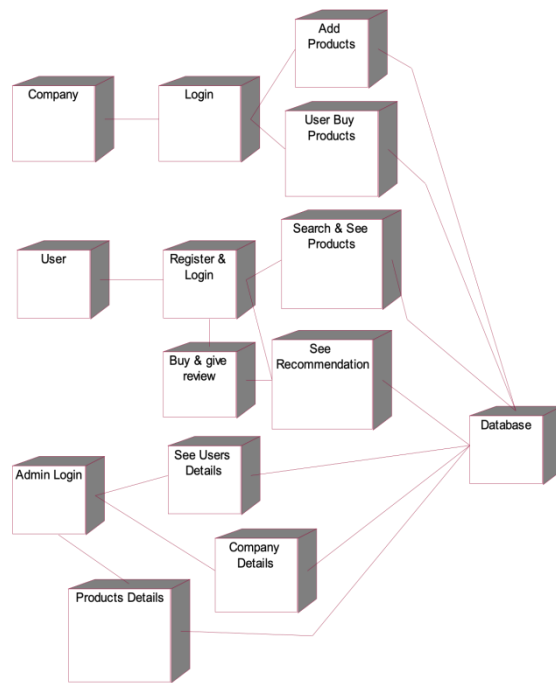 Add
Products
Company
Login
User Buy
Products
Search & See
Products
User
Register &
Login
See
Recommendation
Buy & give
review
Database
See Users
Details
Admin Login
Company
Details
Products Details